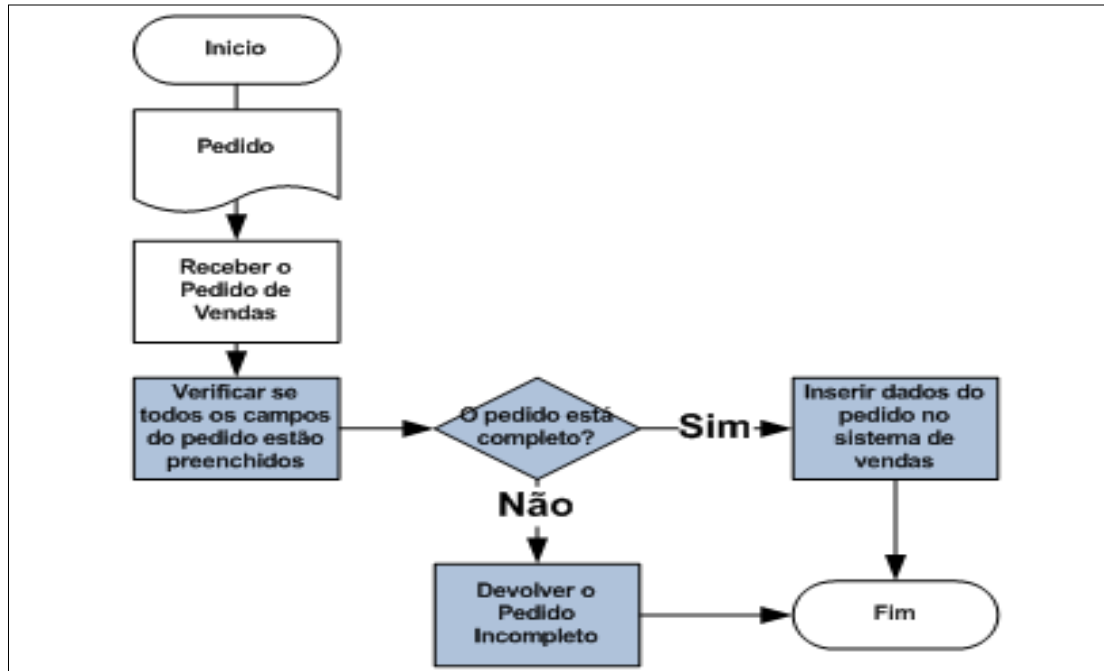 Inicio
Pedido
Receber o
Pedido de
Vendas
Verificar se
todos os campos
do pedido estão
preenchidos
O pedido está
completo?
Sim
Inserir dados do
pedido no
sistema de
vendas
Não
Devolver o
Pedido
Incompleto
Fim